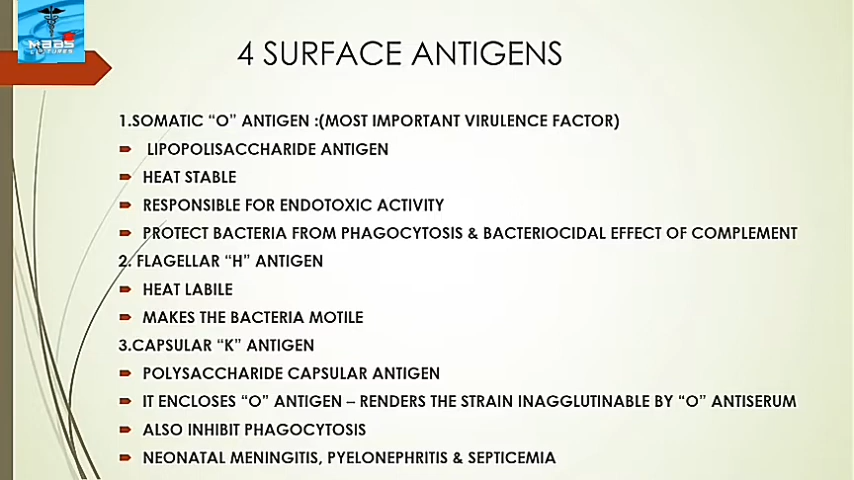 MAAS
LECTURES
4 SURFACE ANTIGENS
1.SOMATIC “O” ANTIGEN :(MOST IMPORTANT VIRULENCE FACTOR)
LIPOPOLISACCHARIDE ANTIGEN
HEAT STABLE
RESPONSIBLE FOR ENDOTOXIC ACTIVITY
PROTECT BACTERIA FROM PHAGOCYTOSIS & BACTERIOCIDAL EFFECT OF COMPLEMENT
2. FLAGELLAR “H” ANTIGEN
HEAT LABILE
MAKES THE BACTERIA MOTILE
3.CAPSULAR “K” ANTIGEN
POLYSACCHARIDE CAPSULAR ANTIGEN
IT ENCLOSES “O” ANTIGEN – RENDERS THE STRAIN INAGGLUTINABLE BY “O” ANTISERUM
ALSO INHIBIT PHAGOCYTOSIS
NEONATAL MENINGITIS, PYELONEPHRITIS & SEPTICEMIA